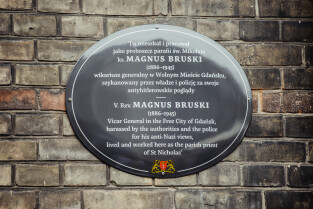 Tu mieszkał i pracował
jako proboszcz parafii św. Mikołaja
ks. MAGNUS BRUSKI
(1886-1945)
wikariusz generalny w Wolnym Mieście Gdańsku,
szykanowany przez władze i policję za swoje
antyhitlerowskie poglądy
V. Rev. MAGNUS BRUSKI
(1886-1945)
Vicar General in the Free City of Gdańsk,
harassed by the authorities and the police
for his anti-Nazi views,
lived and worked here as the parish priest
of St Nicholas'